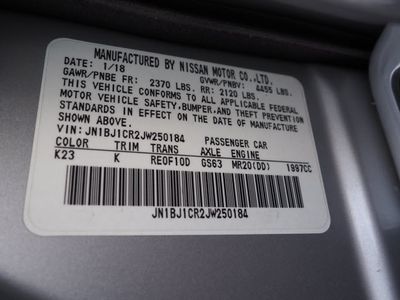 MANUFACTURED BY NISSAN MOTOR CO.,LTD.
DATE: 1/18 GVWR/PNBV: 4455 LBS.
GAWR/PNBE FR: 2370 LBS. RR: 2120 LBS.
THIS VEHICLE CONFORMS TO ALL APPLICABLE FEDERAL
MOTOR VEHICLE SAFETY,BUMPER,AND THEFT PREVENTION
STANDARDS IN EFFECT ON THE DATE OF MANUFACTURE
SHOWN ABOVE.
VIN: JN1BJ1CR2JW250184 PASSENGER CAR
COLOR TRIM TRANS AXLE ENGINE
K23 K RE0F10D GS63 MR20(DD) 1997CC
JN1BJ1CR2JW250184